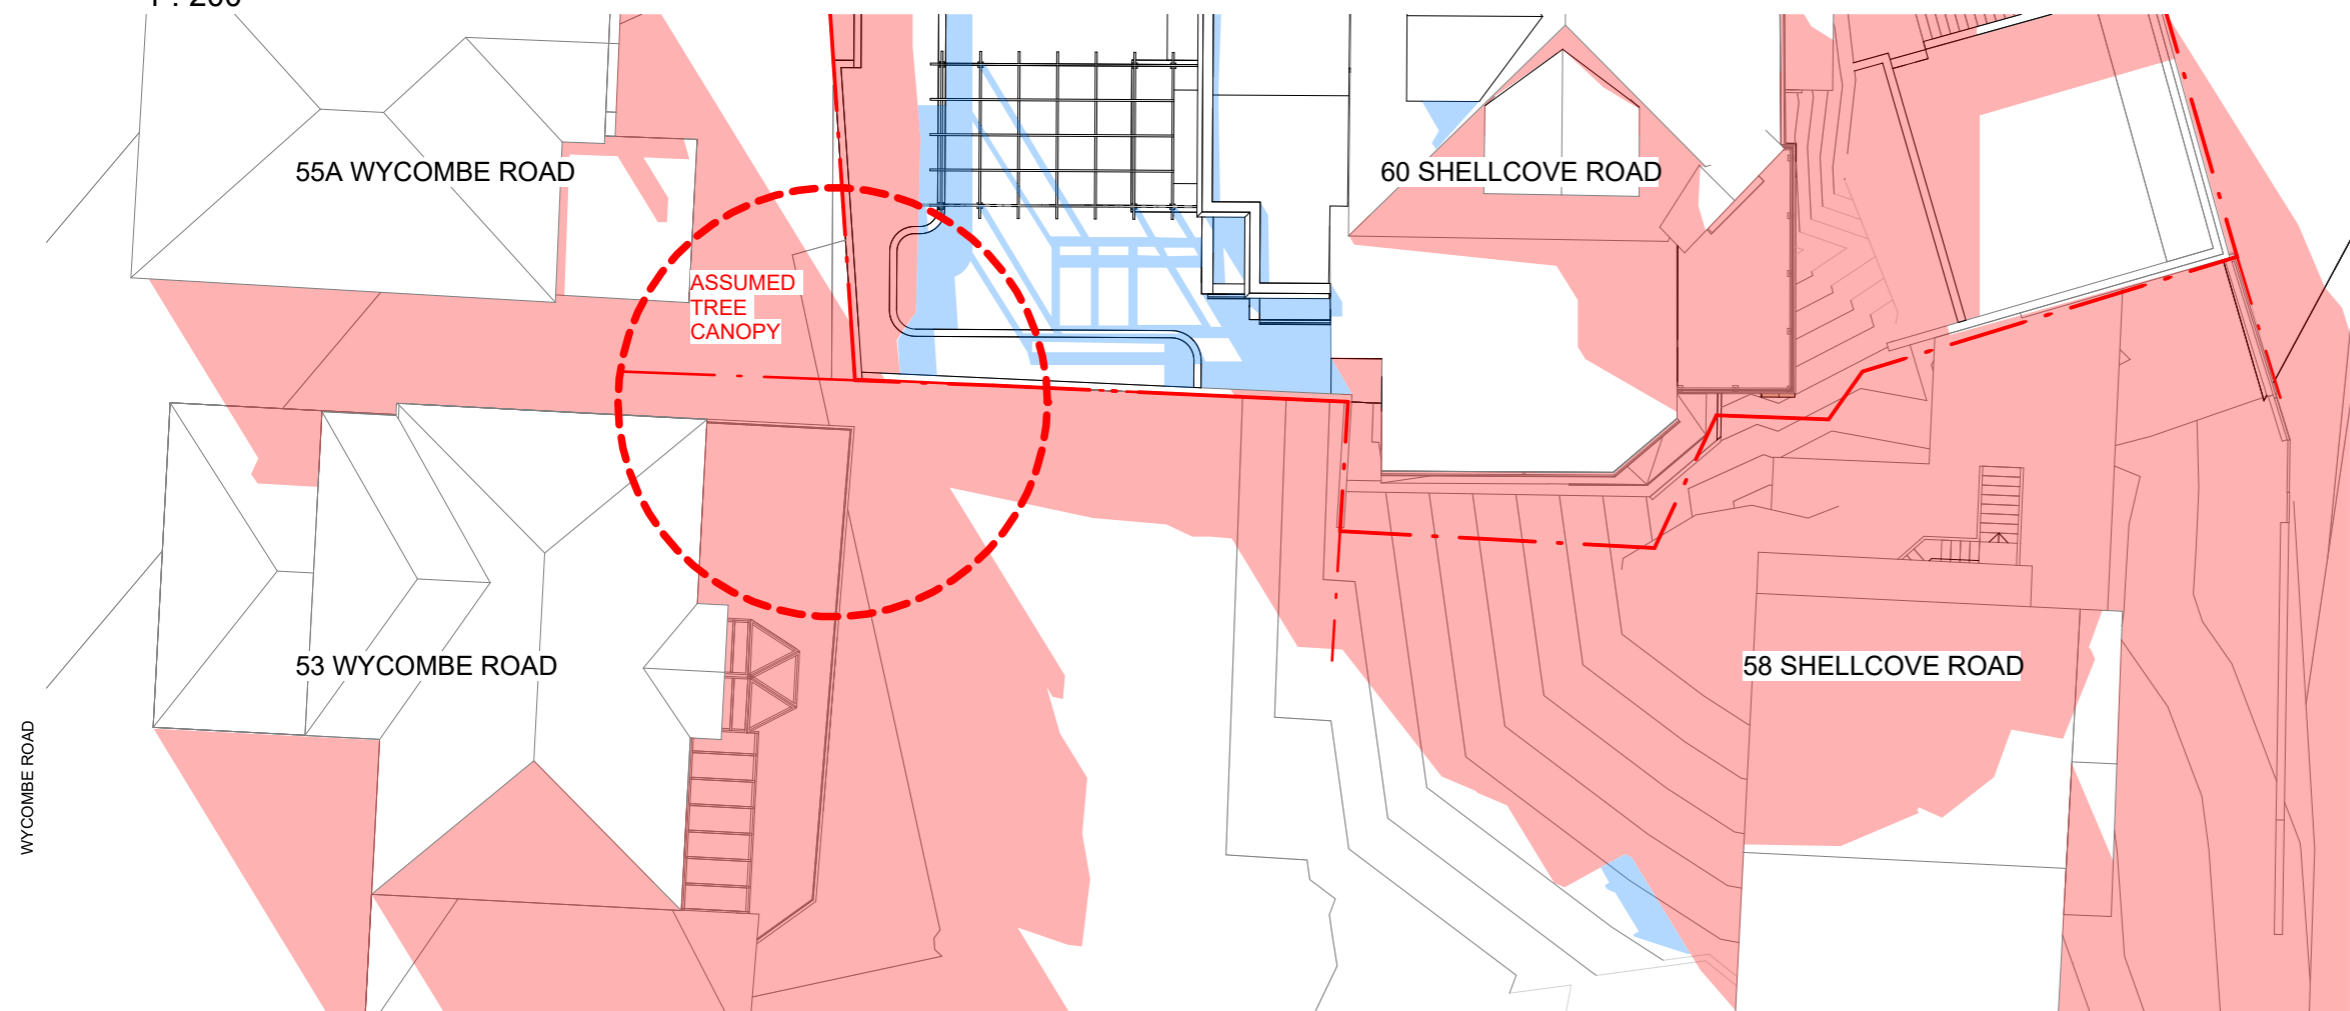 55A WYCOMBE ROAD
60 SHELLCOVE ROAD
ASSUMED
TREE
CANOPY
53 WYCOMBE ROAD
58 SHELLCOVE ROAD
WYCOMBE ROAD